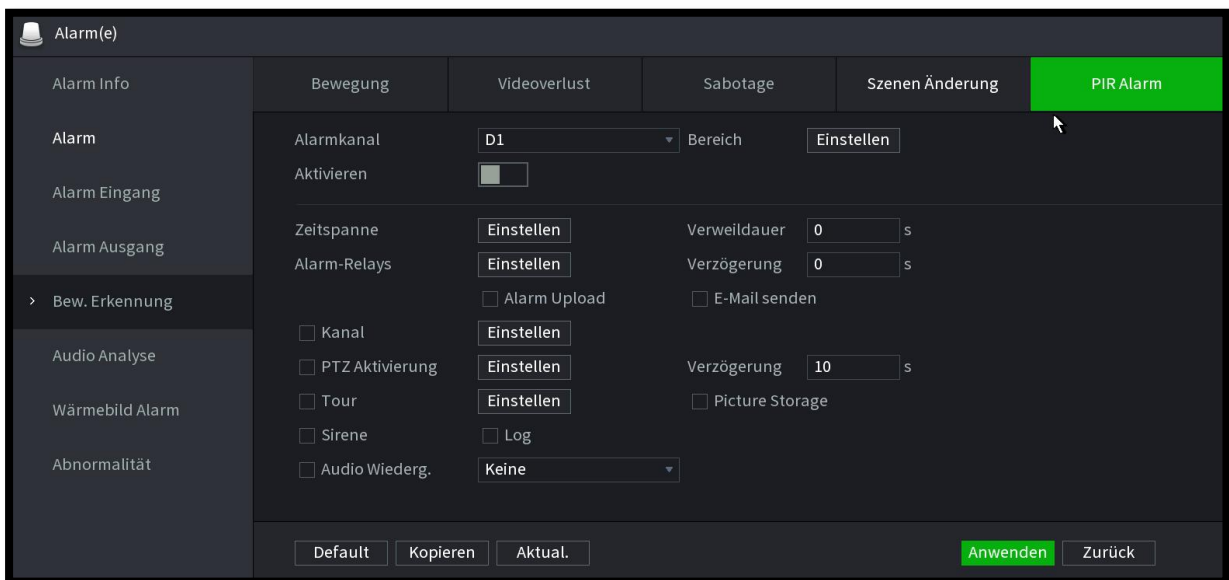 Alarm(e)
Alarm Info
Alarm
Alarm Eingang
Alarm Ausgang
> Bew. Erkennung
Audio Analyse
Wärmebild Alarm
Abnormalität
Bewegung Videoverlust Sabotage Szenen Änderung PIR Alarm
Alarmkanal D1 Bereich Einstellen
Aktivieren
Zeitspanne Einstellen Verweildauer 0 s
Alarm-Relays Einstellen Verzögerung 0 s
Alarm Upload E-Mail senden
Kanal Einstellen
PTZ Aktivierung Einstellen Verzögerung 10 s
Tour Einstellen Picture Storage
Sirene Log
Audio Wiederg. Keine
Default Kopieren Aktual. Anwenden Zurück